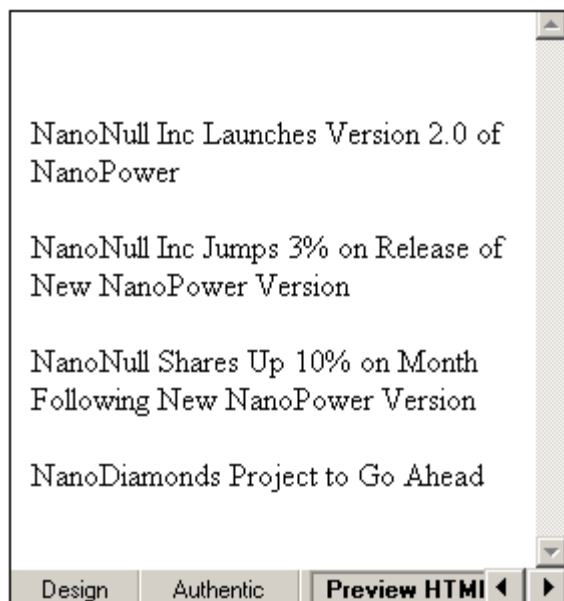 NanoNull Inc Launches Version 2.0 of
NanoPower
NanoNull Inc Jumps 3% on Release of
New NanoPower Version
NanoNull Shares Up 10% on Month
Following New NanoPower Version
NanoDiamonds Project to Go Ahead
Design Authentic Preview HTML